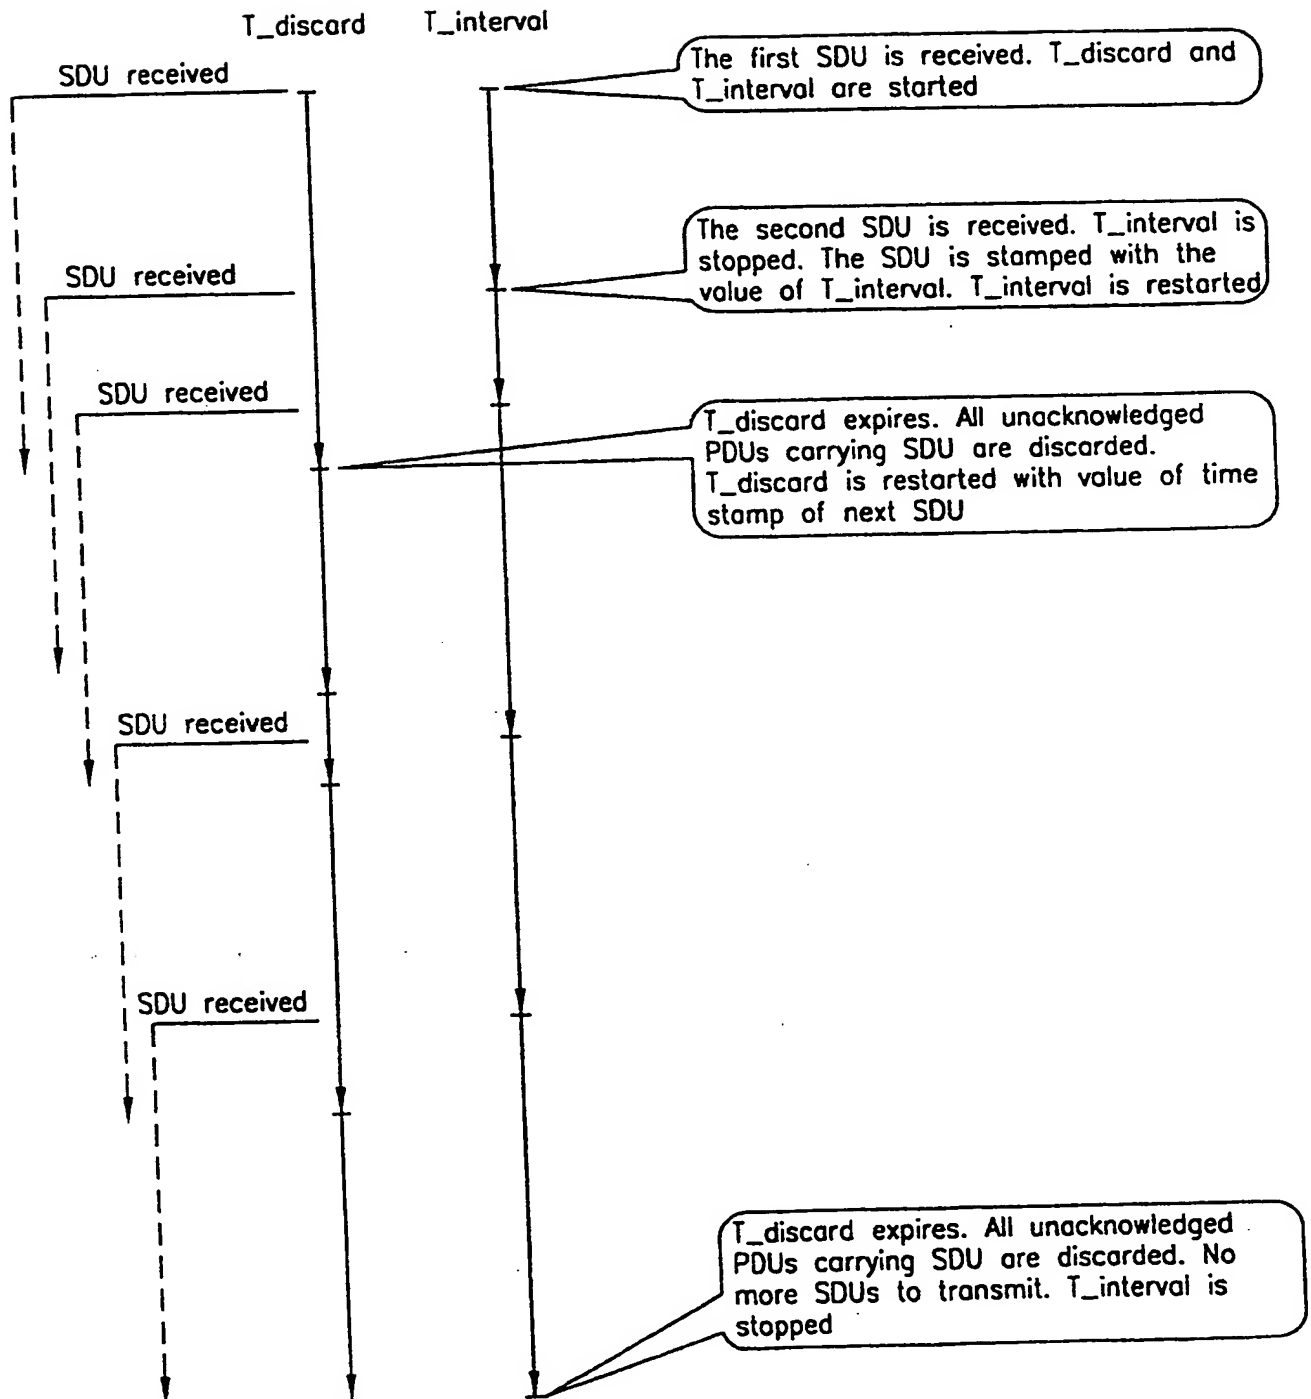 T_discard T_interval
SDU received
The first SDU is received. T_discard and
T_interval are started
SDU received
The second SDU is received. T_interval is
stopped. The SDU is stamped with the
value of T_interval. T_interval is restarted
SDU received
T_discard expires. All unacknowledged
PDUs carrying SDU are discarded.
T_discard is restarted with value of time
stamp of next SDU
SDU received
SDU received
T_discard expires. All unacknowledged
PDUs carrying SDU are discarded. No
more SDUs to transmit. T_interval is
stopped